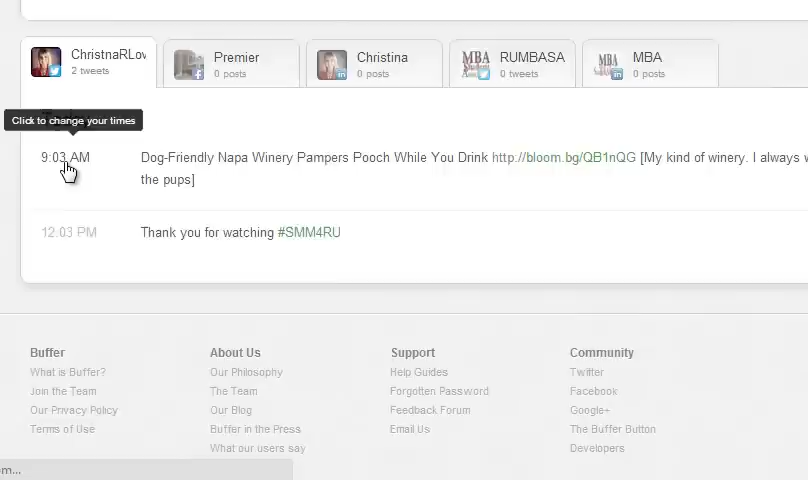 ChristnaRLov
2 tweets
Premier
0 posts
Christina
0 posts
MBA
RUMBASA
0 tweets
MBA
MBA
0 posts
Click to change your times
9:03 AM
Dog-Friendly Napa Winery Pampers Pooch While You Drink http://bloom.bg/QB1nQG [My kind of winery. I always
the pups]
12:03 PM
Thank you for watching #SMM4RU
Buffer
About Us
Support
Community
What is Buffer?
Our Philosophy
Help Guides
Twitter
Join the Team
The Team
Forgotten Password
Facebook
Our Privacy Policy
Our Blog
Feedback Forum
Google+
Terms of Use
Buffer in the Press
Email Us
The Buffer Button
What our users say
Developers
om...